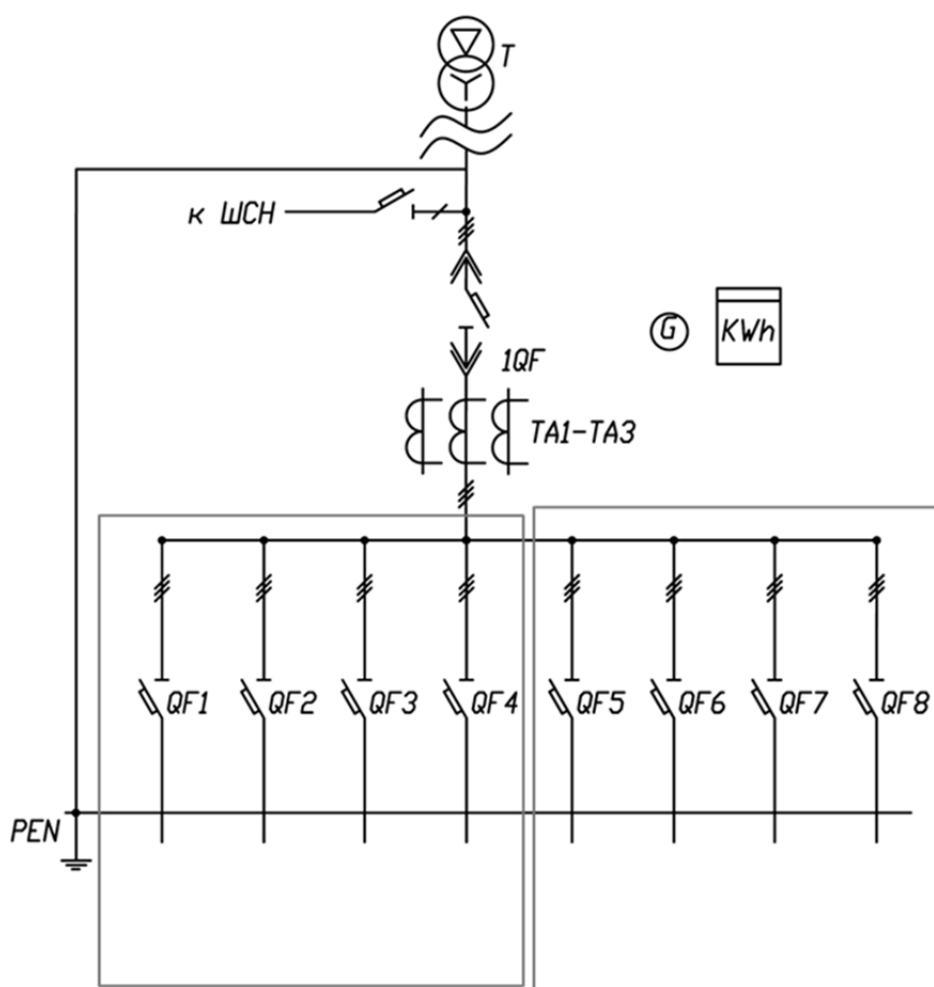 T
к ШСН
G
KWh
1QF
TA1-TA3
QF1
QF2
QF3
QF4
QF5
QF6
QF7
QF8
PEN